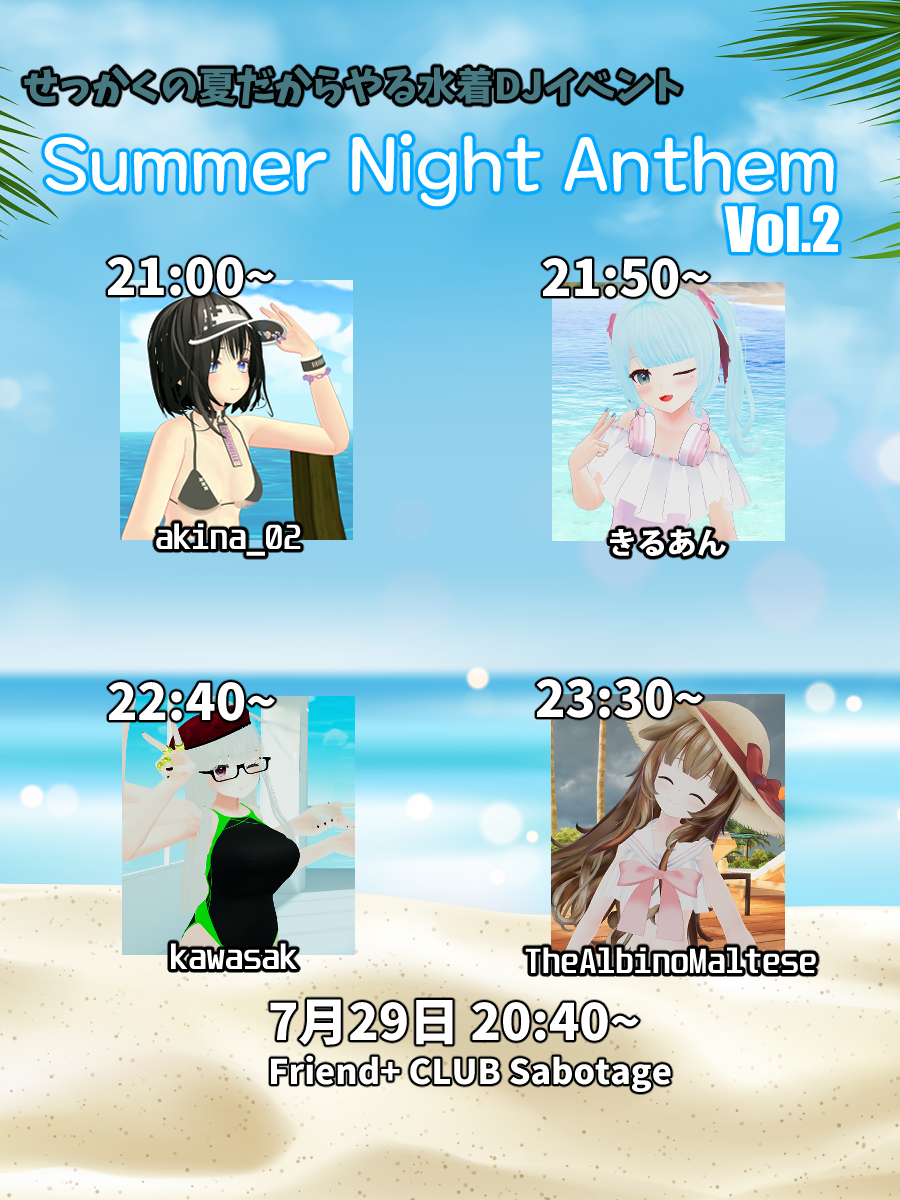 せっかくの夏だからやる水着DJイベント
Summer Night Anthem
Vol.2
21:00~
akina_02
21:50~
きるあん
22:40~
kawasak
23:30~
TheAlbinoMaltese
7月29日 20:40~
Friend+ CLUB Sabotage